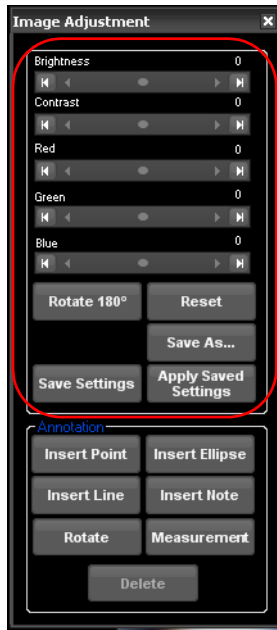 Image Adjustment
Brightness 0
Contrast 0
Red 0
Green 0
Blue 0
Rotate 180° Reset
Save As...
Save Settings Apply Saved Settings
Annotation
Insert Point Insert Ellipse
Insert Line Insert Note
Rotate Measurement
Delete